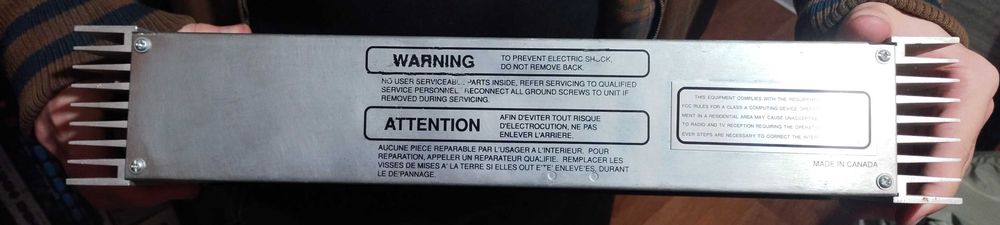 WARNING
TO PREVENT ELECTRIC SHOCK,
DO NOT REMOVE BACK.
NO USER SERVICEABLE PARTS INSIDE, REFER SERVICING TO QUALIFIED
SERVICE PERSONNEL. RECONNECT ALL GROUND SCREWS TO UNIT IF
REMOVED DURING SERVICING.
ATTENTION
AFIN D'EVITER TOUT RISQUE
D'ELECTROCUTION, NE PAS
ENLEVER L'ARRIERE.
AUCUNE PIECE REPARABLE PAR L'USAGER A L'INTERIEUR. POUR
REPARATION, APPELER UN REPARATEUR QUALIFIE. REMPLACER LES
VISSES DE MISES A' LA TERRE SI ELLES OUT E'TE' ENLEVE'ES, DURANT
LE DE'PANNAGE.
THIS EQUIPMENT COMPLIES WITH THE
FCC RULES FOR A CLASS A COMPUTING DEVICE
MENT IN A RESIDENTIAL AREA MAY CAUSE
TO RADIO AND TV RECEPTION REQUIRING THE
EVER STEPS ARE NECESSARY TO CORRECT THE
MADE IN CANADA